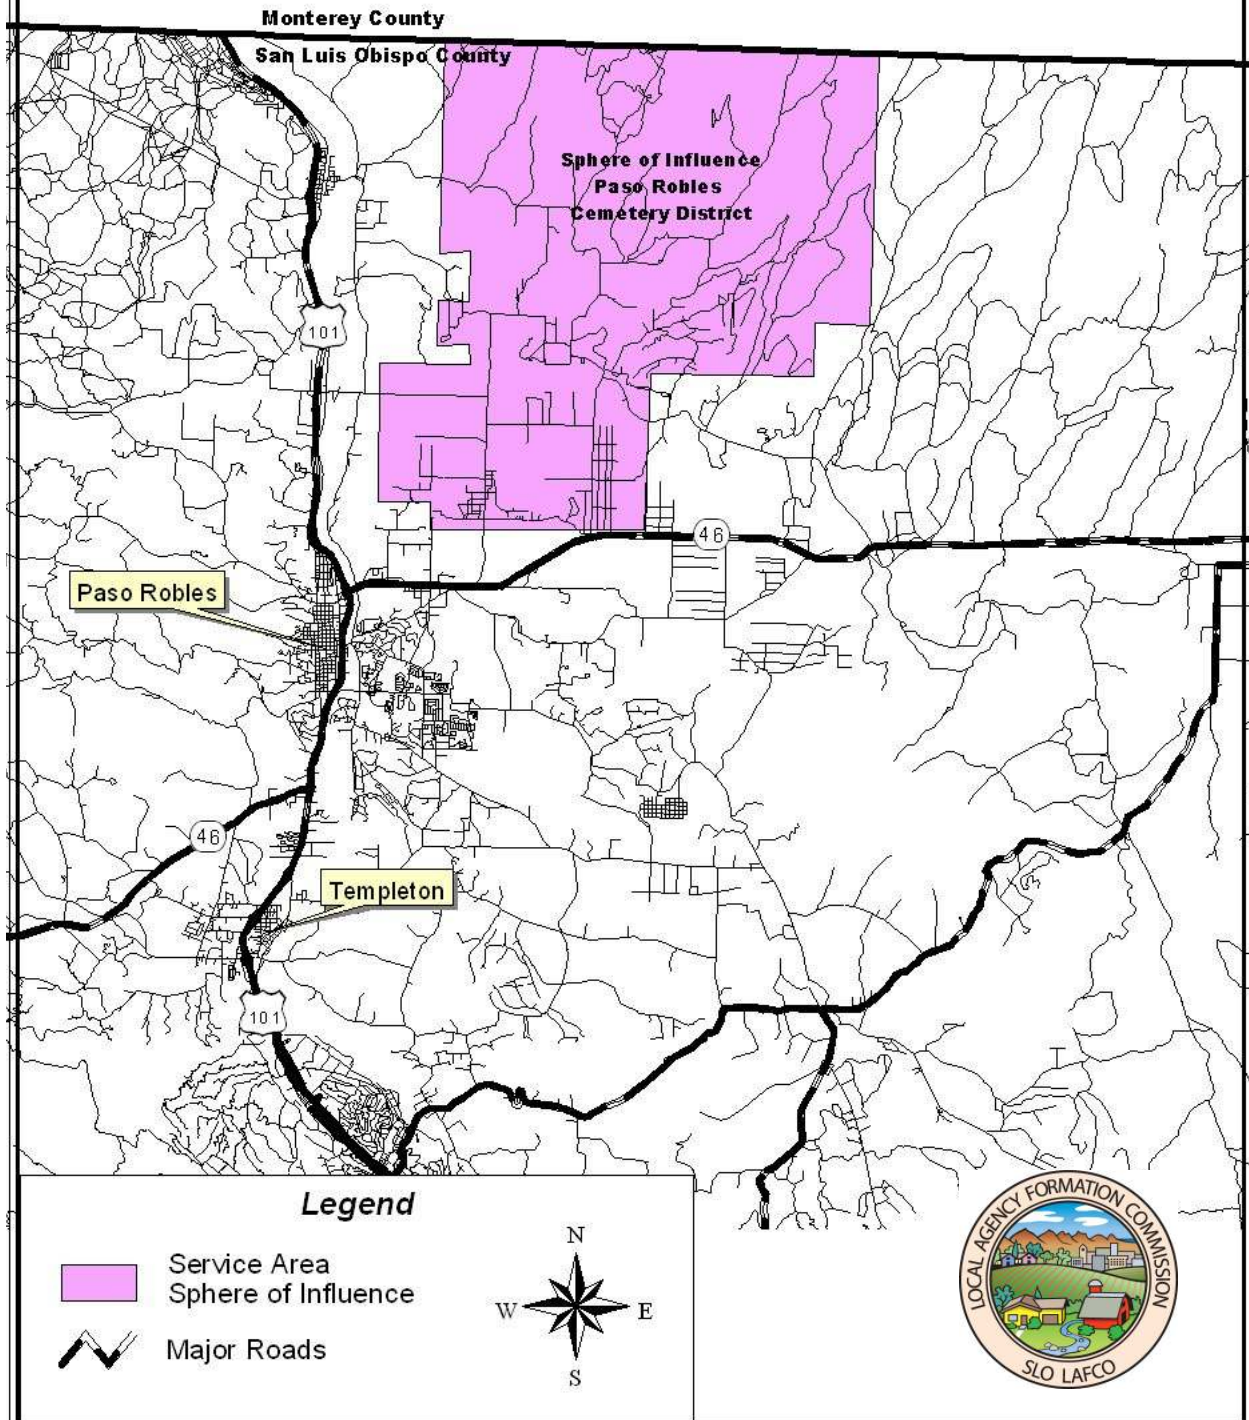 Monterey County
San Luis Obispo County
Sphere of Influence
Paso Robles
Cemetery District
101
46
Paso Robles
46
Templeton
101
Legend
Service Area
Sphere of Influence
Major Roads
N
W E
S
LOCAL AGENCY FORMATION COMMISSION
SLO LAFCO